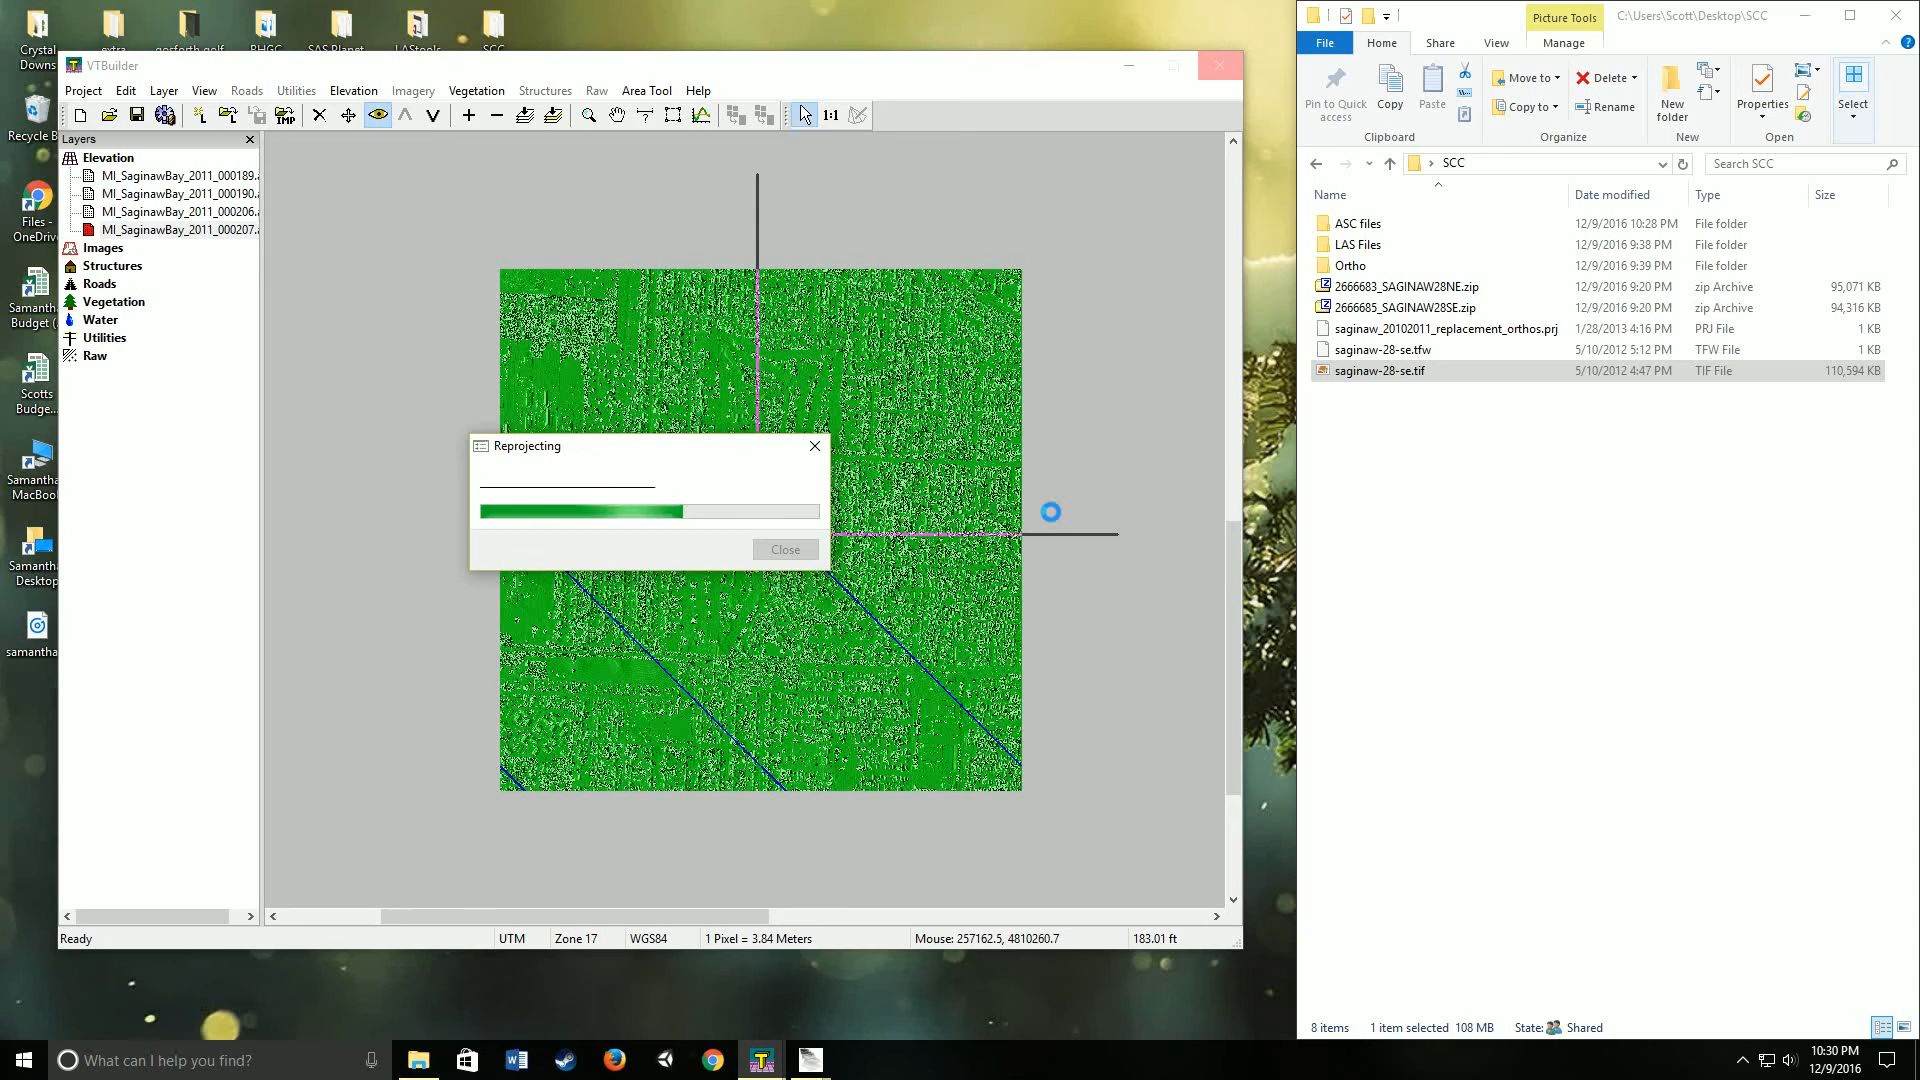 Crystal Downs
extra
gosforth golf
BHGC
SAS Planet
LAStools
SCC
Recycle B
Files - OneDriv
Samantha Budget (
Scotts Budge...
Samantha MacBook
Samantha Desktop
samantha
VTBuilder
Project Edit Layer View Roads Utilities Elevation Imagery Vegetation Structures Raw Area Tool Help
IMP 1:1
Layers
Elevation
MI_SaginawBay_2011_000189.a
MI_SaginawBay_2011_000190.a
MI_SaginawBay_2011_000206.a
MI_SaginawBay_2011_000207.a
Images
Structures
Roads
Vegetation
Water
Utilities
Raw
Reprojecting
Close
Ready UTM Zone 17 WGS84 1 Pixel = 3.84 Meters Mouse: 257162.5, 4810260.7 183.01 ft
Picture Tools C:\Users\Scott\Desktop\SCC
File Home Share View Manage
Pin to Quick access
Copy
Paste
Move to
Copy to
Delete
Rename
New folder
Properties
Select
Clipboard Organize New Open
SCC
Search SCC
Name Date modified Type Size
ASC files 12/9/2016 10:28 PM File folder
LAS Files 12/9/2016 9:38 PM File folder
Ortho 12/9/2016 9:39 PM File folder
2666683_SAGINAW28NE.zip 12/9/2016 9:20 PM zip Archive 95,071 KB
2666685_SAGINAW28SE.zip 12/9/2016 9:20 PM zip Archive 94,316 KB
saginaw_20102011_replacement_orthos.prj 1/28/2013 4:16 PM PRJ File 1 KB
saginaw-28-se.tfw 5/10/2012 5:12 PM TFW File 1 KB
saginaw-28-se.tif 5/10/2012 4:47 PM TIF File 110,594 KB
8 items 1 item selected 108 MB State: Shared
What can I help you find?
10:30 PM
12/9/2016